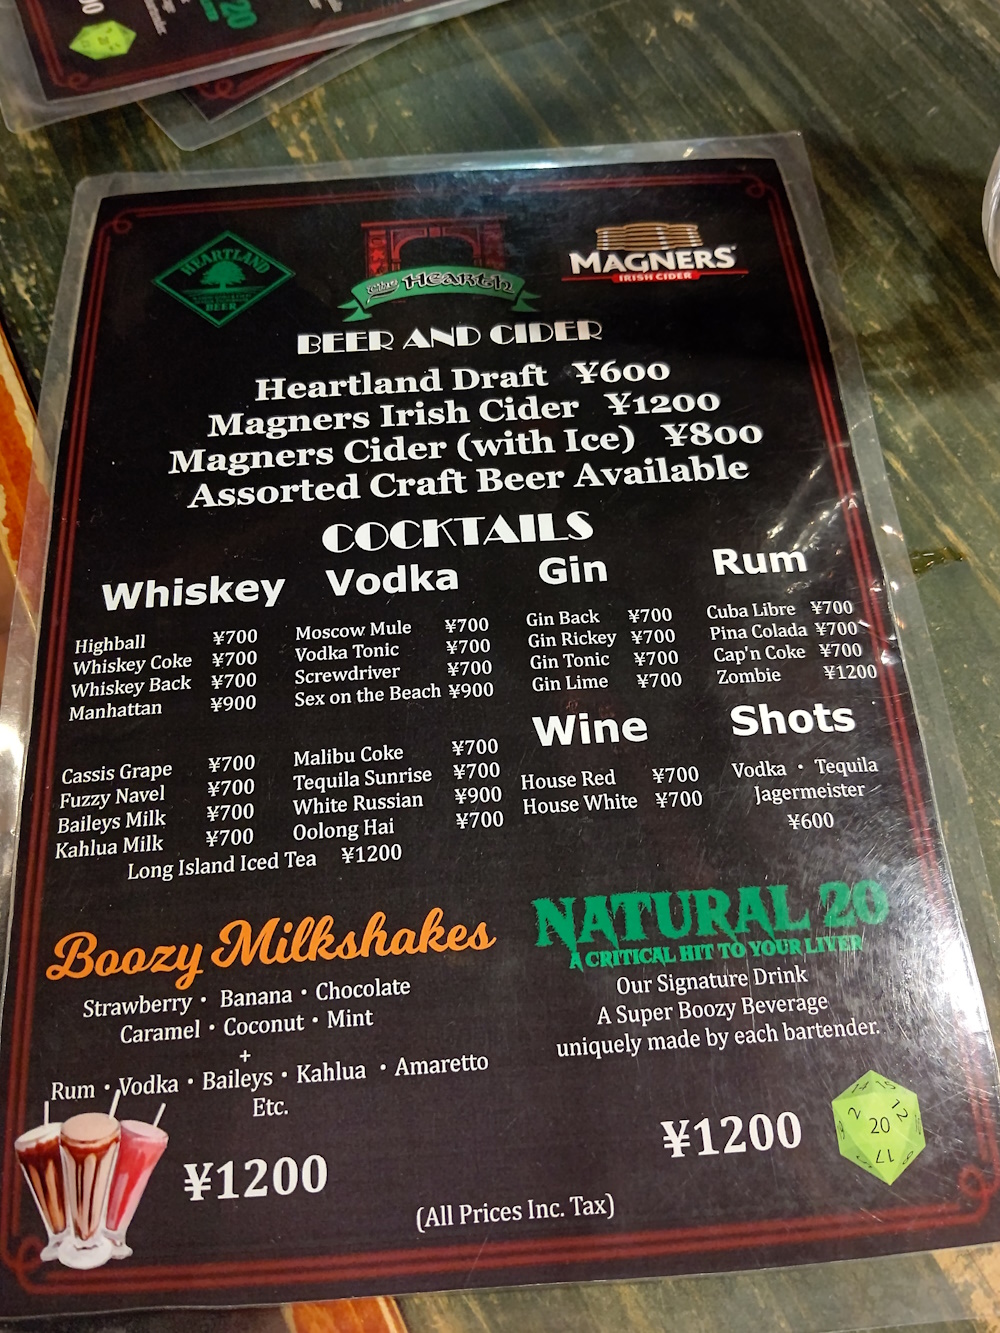 20
HEARTLAND
BEER
the HEARTH
MAGNERS
IRISH CIDER
BEER AND CIDER
Heartland Draft ¥600
Magners Irish Cider ¥1200
Magners Cider (with Ice) ¥800
Assorted Craft Beer Available
COCKTAILS
Whiskey
Highball ¥700
Whiskey Coke ¥700
Whiskey Back ¥700
Manhattan ¥900
Vodka
Moscow Mule ¥700
Vodka Tonic ¥700
Screwdriver ¥700
Sex on the Beach ¥900
Gin
Gin Back ¥700
Gin Rickey ¥700
Gin Tonic ¥700
Gin Lime ¥700
Rum
Cuba Libre ¥700
Pina Colada ¥700
Cap'n Coke ¥700
Zombie ¥1200
Cassis Grape ¥700
Fuzzy Navel ¥700
Baileys Milk ¥700
Kahlua Milk ¥700
Malibu Coke ¥700
Tequila Sunrise ¥700
White Russian ¥900
Oolong Hai ¥700
Long Island Iced Tea ¥1200
Wine
House Red ¥700
House White ¥700
Shots
Vodka • Tequila
Jagermeister
¥600
Boozy Milkshakes
Strawberry • Banana • Chocolate
Caramel • Coconut • Mint
+
Rum • Vodka • Baileys • Kahlua • Amaretto
Etc.
¥1200
NATURAL 20
A CRITICAL HIT TO YOUR LIVER
Our Signature Drink
A Super Boozy Beverage
uniquely made by each bartender.
¥1200
2 20 12
17
(All Prices Inc. Tax)